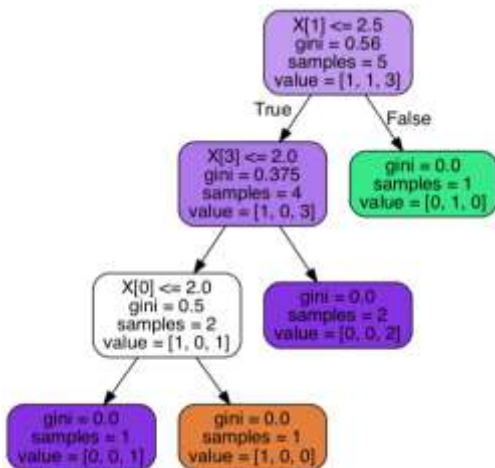 X[1] <= 2.5
gini = 0.56
samples = 5
value = [1, 1, 3]
True
False
X[3] <= 2.0
gini = 0.375
samples = 4
value = [1, 0, 3]
gini = 0.0
samples = 1
value = [0, 1, 0]
X[0] <= 2.0
gini = 0.5
samples = 2
value = [1, 0, 1]
gini = 0.0
samples = 2
value = [0, 0, 2]
gini = 0.0
samples = 1
value = [0, 0, 1]
gini = 0.0
samples = 1
value = [1, 0, 0]